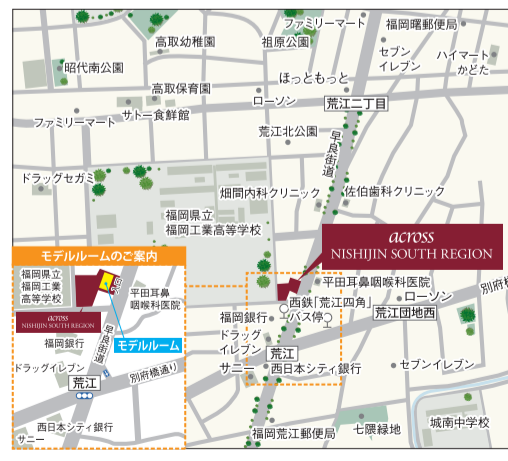 ファミリーマート
福岡曙郵便局
高取幼稚園
祖原公園
セブン
イレブン
ハイマート
かどた
昭代南公園
高取保育園
ほっともっと
ローソン
荒江二丁目
ファミリーマート
サトー食鮮館
荒江北公園
早良街道
ドラッグセガミ
畑間内科クリニック
佐伯歯科クリニック
福岡県立
福岡工業高等学校
across
NISHIJIN SOUTH REGION
モデルルームのご案内
福岡県立
福岡工業
高等学校
平田耳鼻
咽喉科医院
across
NISHIJIN SOUTH REGION
早良街道
モデルルーム
福岡銀行
ドラッグイレブン
荒江
別府橋通り
西日本シティ銀行
サニー
平田耳鼻咽喉科医院
西鉄「荒江四角」
バス停
ローソン
荒江団地西
福岡銀行
ドラッグ
イレブン
荒江
サニー
西日本シティ銀行
セブンイレブン
福岡荒江郵便局
七隈緑地
城南中学校